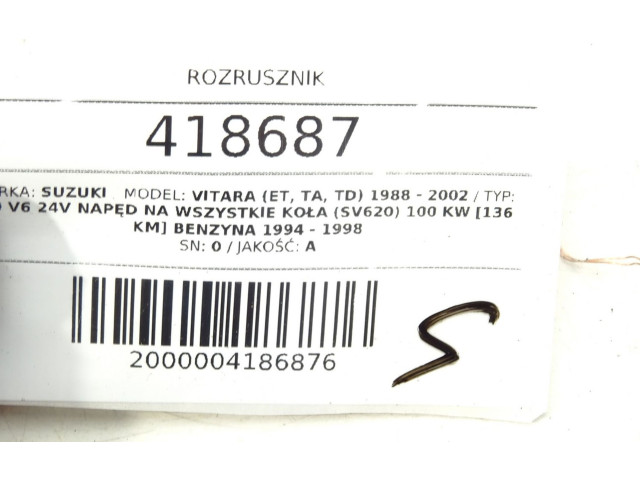 ROZRUSZNIK
418687
RKA: SUZUKI MODEL: VITARA (ET, TA, TD) 1988 - 2002 / TYP:
V6 24V NAPĘD NA WSZYSTKIE KOŁA (SV620) 100 KW [136
KM] BENZYNA 1994 - 1998
SN: 0 / JAKOŚĆ: A
2000004186876
S